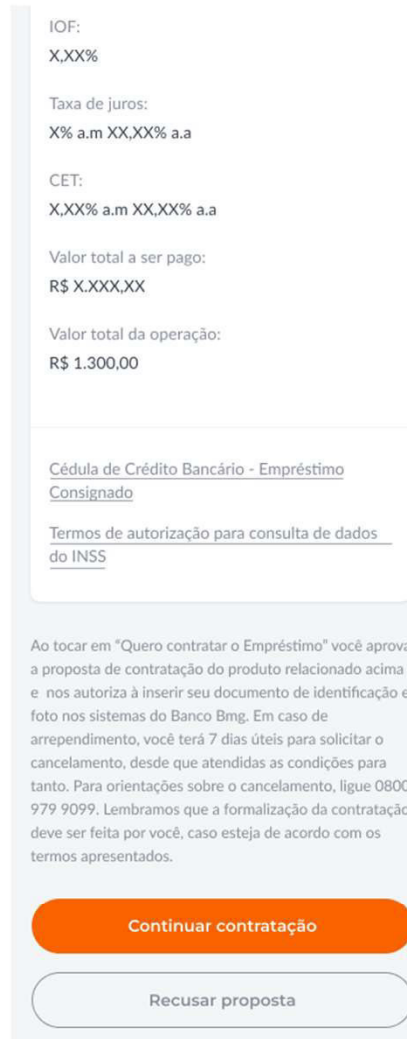 IOF:
X,XX%
Taxa de juros:
X% a.m XX,XX% a.a
CET:
X,XX% a.m XX,XX% a.a
Valor total a ser pago:
R$ X.XXX,XX
Valor total da operação:
R$ 1.300,00
Cédula de Crédito Bancário - Empréstimo
Consignado
Termos de autorização para consulta de dados
do INSS
Ao tocar em “Quero contratar o Empréstimo” você aprova
a proposta de contratação do produto relacionado acima
e nos autoriza à inserir seu documento de identificação e
foto nos sistemas do Banco Bmg. Em caso de
arrependimento, você terá 7 dias úteis para solicitar o
cancelamento, desde que atendidas as condições para
tanto. Para orientações sobre o cancelamento, ligue 0800
979 9099. Lembramos que a formalização da contratação
deve ser feita por você, caso esteja de acordo com os
termos apresentados.
Continuar contratação
Recusar proposta